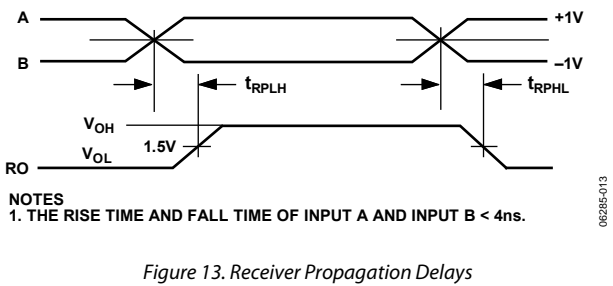 A
B
+1V
–1V
tRPLH
tRPHL
VOH
1.5V
VOL
RO
NOTES
1. THE RISE TIME AND FALL TIME OF INPUT A AND INPUT B < 4ns.
06285-013
Figure 13. Receiver Propagation Delays